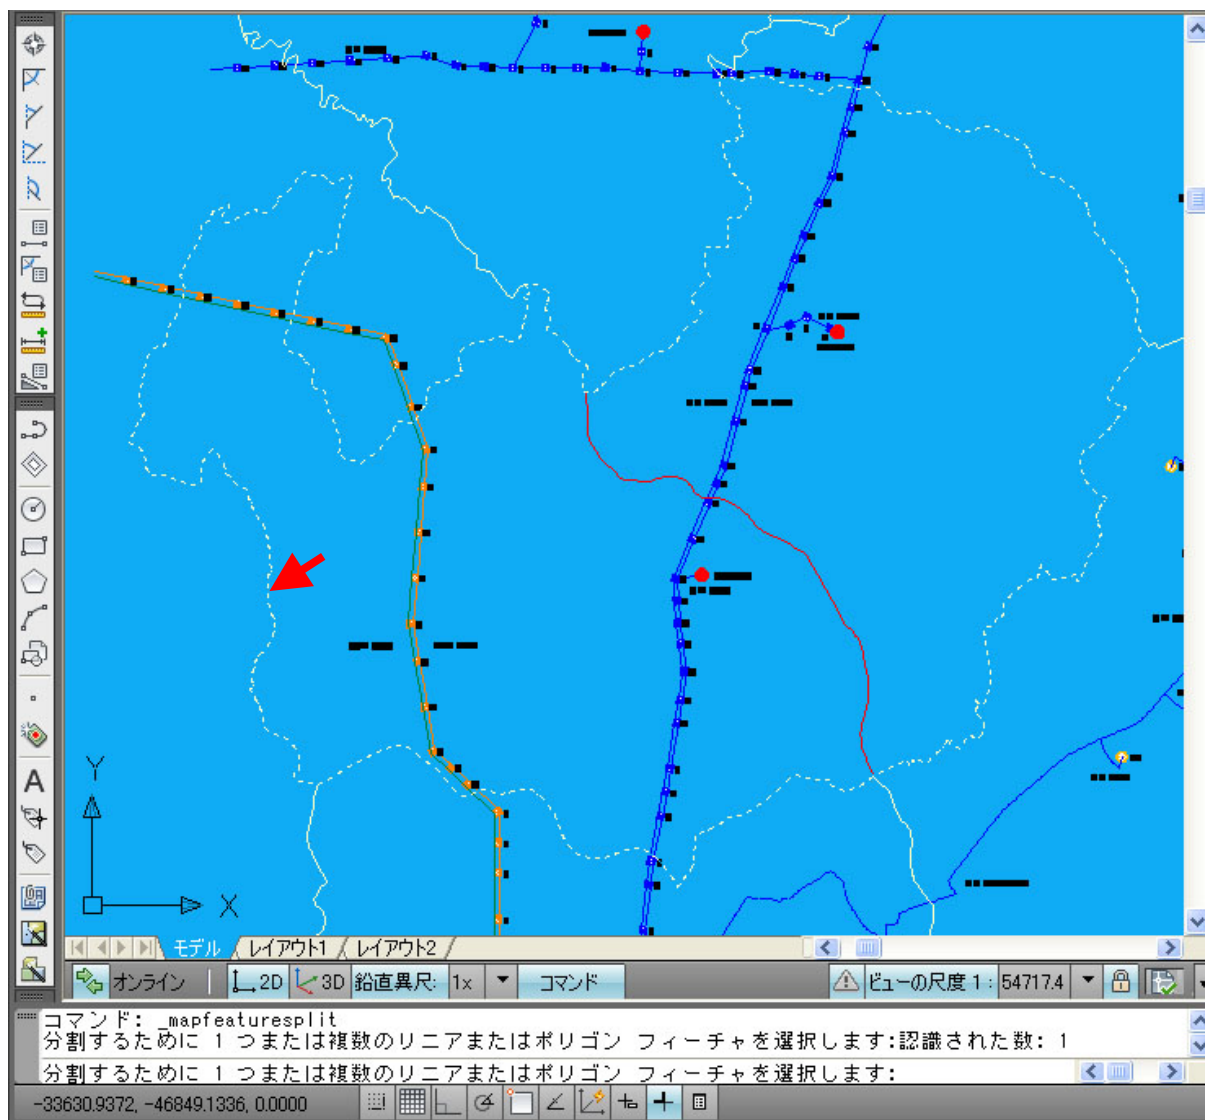 Y
X
A
モデル レイアウト1 レイアウト2
オンライン 2D 3D 鉛直異尺: 1x コマンド ビューの尺度 1: 54717.4
コマンド: _mapfeaturesplit
分割するために 1 つまたは複数のリニアまたはポリゴン フィーチャを選択します:認識された数: 1
分割するために 1 つまたは複数のリニアまたはポリゴン フィーチャを選択します:
-33630.9372, -46849.1336, 0.0000